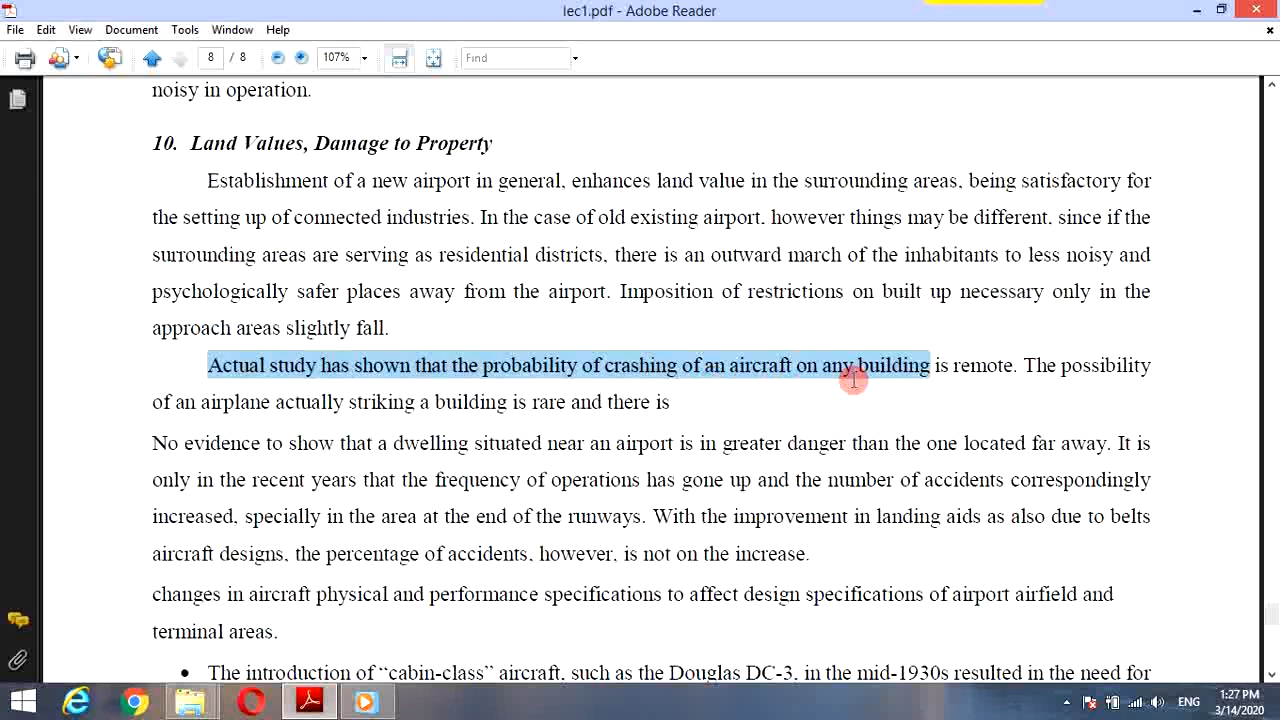 lec1.pdf - Adobe Reader
File Edit View Document Tools Window Help
8 / 8 107% Find
noisy in operation.
10. Land Values, Damage to Property
Establishment of a new airport in general, enhances land value in the surrounding areas, being satisfactory for
the setting up of connected industries. In the case of old existing airport, however things may be different, since if the
surrounding areas are serving as residential districts, there is an outward march of the inhabitants to less noisy and
psychologically safer places away from the airport. Imposition of restrictions on built up necessary only in the
approach areas slightly fall.
Actual study has shown that the probability of crashing of an aircraft on any building is remote. The possibility
of an airplane actually striking a building is rare and there is
No evidence to show that a dwelling situated near an airport is in greater danger than the one located far away. It is
only in the recent years that the frequency of operations has gone up and the number of accidents correspondingly
increased, specially in the area at the end of the runways. With the improvement in landing aids as also due to belts
aircraft designs, the percentage of accidents, however, is not on the increase.
changes in aircraft physical and performance specifications to affect design specifications of airport airfield and
terminal areas.
• The introduction of “cabin-class” aircraft, such as the Douglas DC-3, in the mid-1930s resulted in the need for
ENG 1:27 PM
3/14/2020